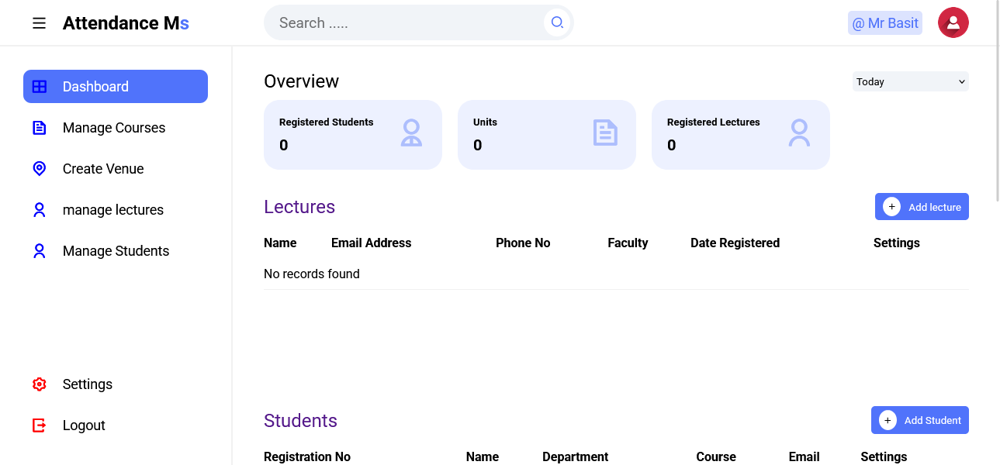 Attendance Ms
Search .....
@ Mr Basit
Dashboard
Manage Courses
Create Venue
manage lectures
Manage Students
Settings
Logout
Overview
Today
Registered Students
0
Units
0
Registered Lectures
0
Lectures
+ Add lecture
Name Email Address Phone No Faculty Date Registered Settings
No records found
Students
+ Add Student
Registration No Name Department Course Email Settings